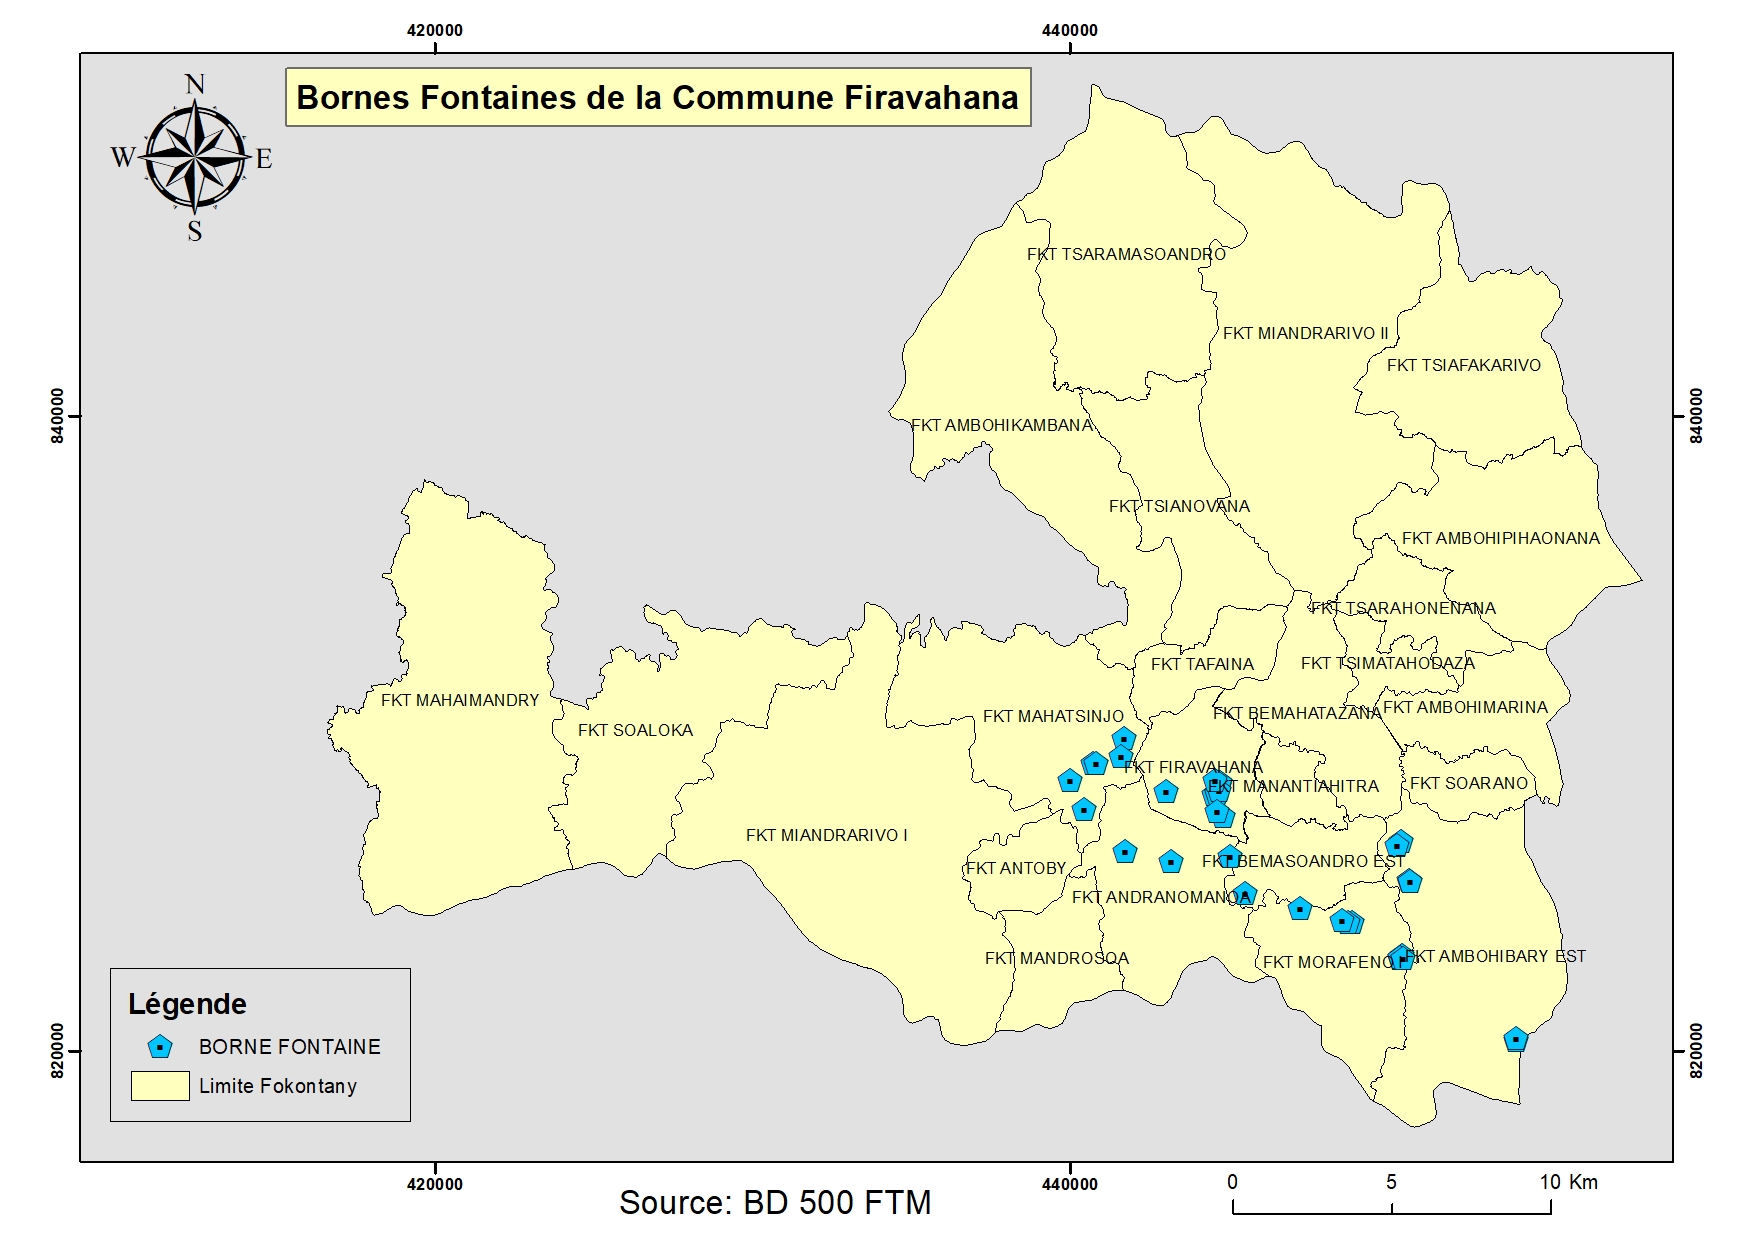 420000
440000
Bornes Fontaines de la Commune Firavahana
N
W
E
S
FKT TSARAMASOANDRO
FKT MIANDRARIVO II
FKT TSIAFAKARIVO
840000
840000
FKT AMBOHIKAMBANA
FKT TSIANOVANA
FKT AMBOHIPIHAONANA
FKT TSARAHONENANA
FKT TAFAINA
FKT TSIMATAHODAZA
FKT MAHAIMANDRY
FKT AMBOHIMARINA
FKT BEMAHATAZANA
FKT MAHATSINJO
FKT SOALOKA
FKT FIRAVAHANA
FKT SOARANO
FKT MANANTIAHITRA
FKT MIANDRARIVO I
FKT BEMASOANDRO EST
FKT ANTOBY
FKT ANDRANOMANGA
FKT MANDROSOA
FKT MORAFENO
FKT AMBOHIBARY EST
Légende
BORNE FONTAINE
Limite Fokontany
820000
820000
420000
440000
Source: BD 500 FTM
0 5 10 Km